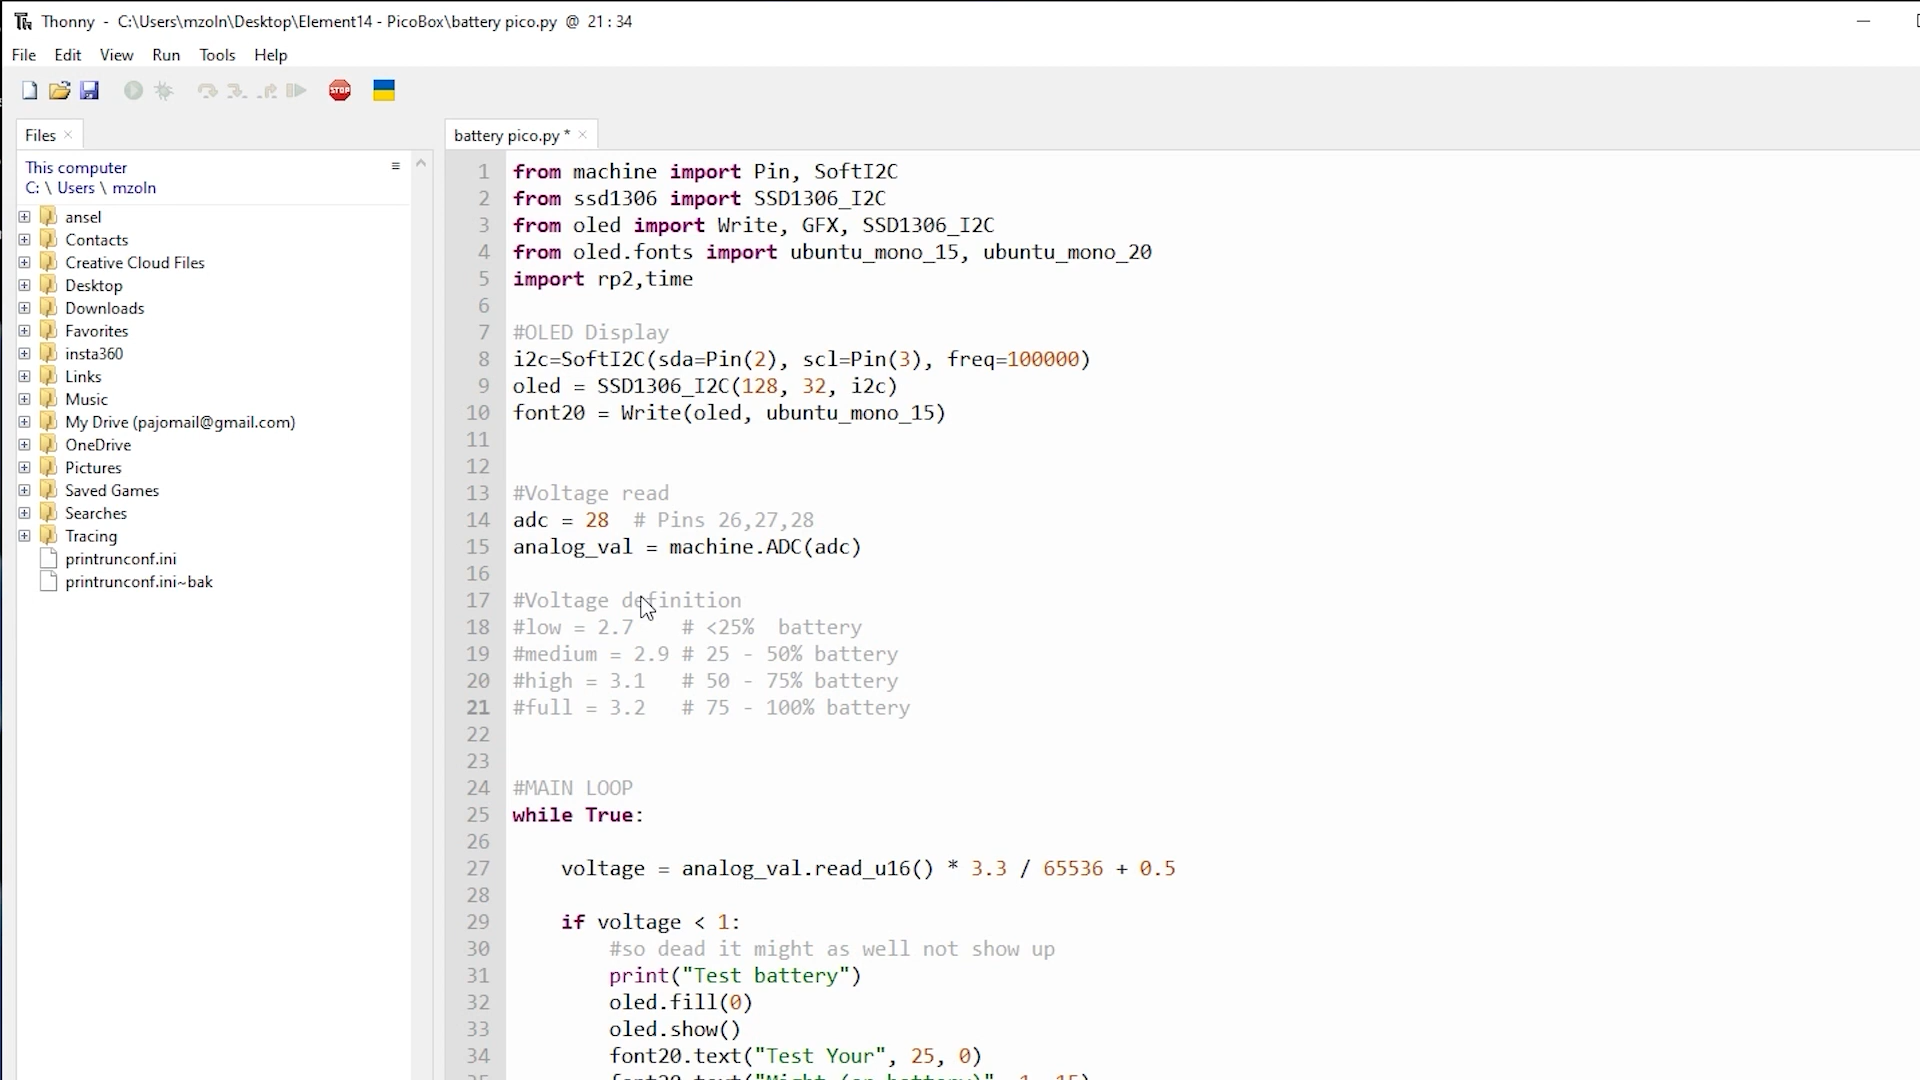 Thonny - C:\Users\mzoln\Desktop\Element14 - PicoBox\battery pico.py @ 21 : 34
File Edit View Run Tools Help
STOP
Files
battery pico.py *
This computer
C: \ Users \ mzoln
ansel
Contacts
Creative Cloud Files
Desktop
Downloads
Favorites
insta360
Links
Music
My Drive (pajomail@gmail.com)
OneDrive
Pictures
Saved Games
Searches
Tracing
printrunconf.ini
printrunconf.ini~bak
1 from machine import Pin, SoftI2C
2 from ssd1306 import SSD1306_I2C
3 from oled import Write, GFX, SSD1306_I2C
4 from oled.fonts import ubuntu_mono_15, ubuntu_mono_20
5 import rp2,time
6
7 #OLED Display
8 i2c=SoftI2C(sda=Pin(2), scl=Pin(3), freq=100000)
9 oled = SSD1306_I2C(128, 32, i2c)
10 font20 = Write(oled, ubuntu_mono_15)
11
12
13 #Voltage read
14 adc = 28  # Pins 26,27,28
15 analog_val = machine.ADC(adc)
16
17 #Voltage definition
18 #low = 2.7    # <25%  battery
19 #medium = 2.9 # 25 - 50% battery
20 #high = 3.1   # 50 - 75% battery
21 #full = 3.2   # 75 - 100% battery
22
23
24 #MAIN LOOP
25 while True:
26
27     voltage = analog_val.read_u16() * 3.3 / 65536 + 0.5
28
29     if voltage < 1:
30         #so dead it might as well not show up
31         print("Test battery")
32         oled.fill(0)
33         oled.show()
34         font20.text("Test Your", 25, 0)
35         font20.text("Might (or battery)", 1, 15)